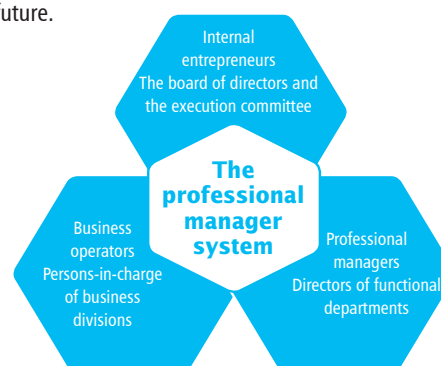 future.
Internal
entrepreneurs
The board of directors and
the execution committee
The
professional
manager
system
Business
operators
Persons-in-charge
of business
divisions
Professional
managers
Directors of functional
departments